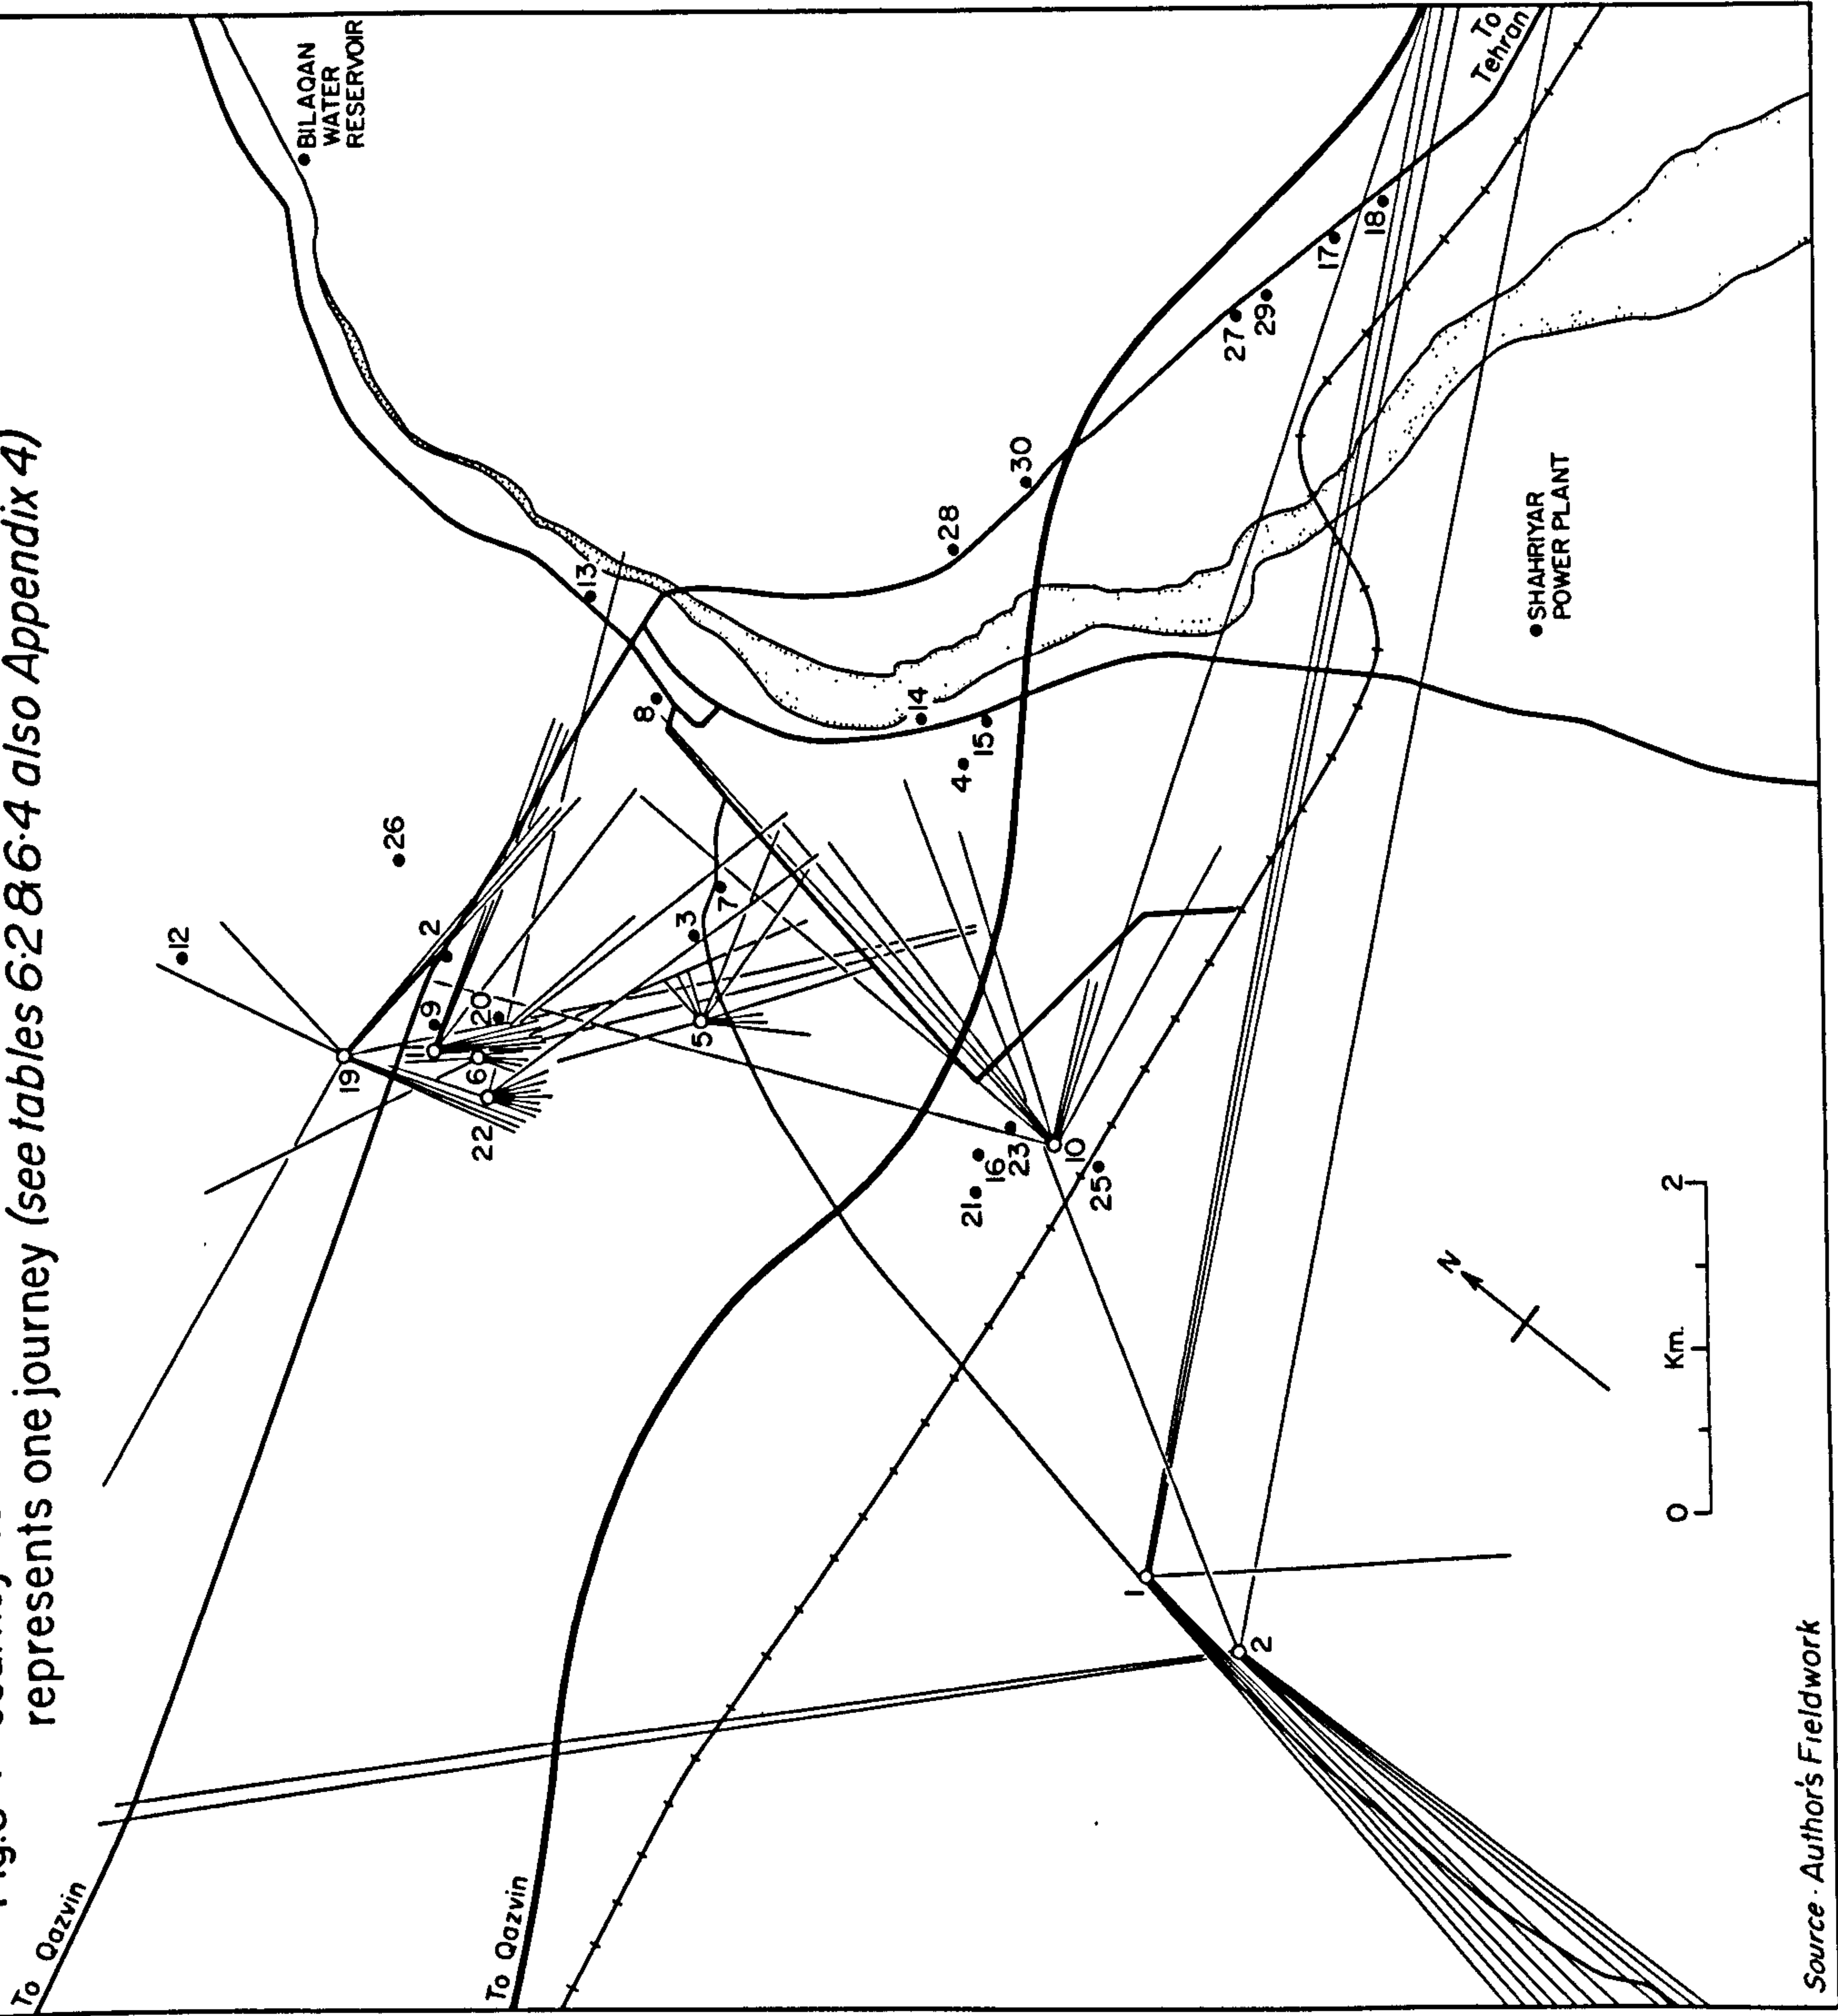 represents one journey (see tables 6·2 & 6·4 also Appendix 4)
To Qazvin
To Qazvin
BILAQAN
WATER
RESERVOIR
12
26
2
19
9
11
20
6
22
13
8
3
7
5
28
30
14
4
15
27
29
17
18
To
Tehran
21
16
23
10
25
SHAHRIYAR
POWER PLANT
1
2
N
0
Km.
2
Source · Author's Fieldwork